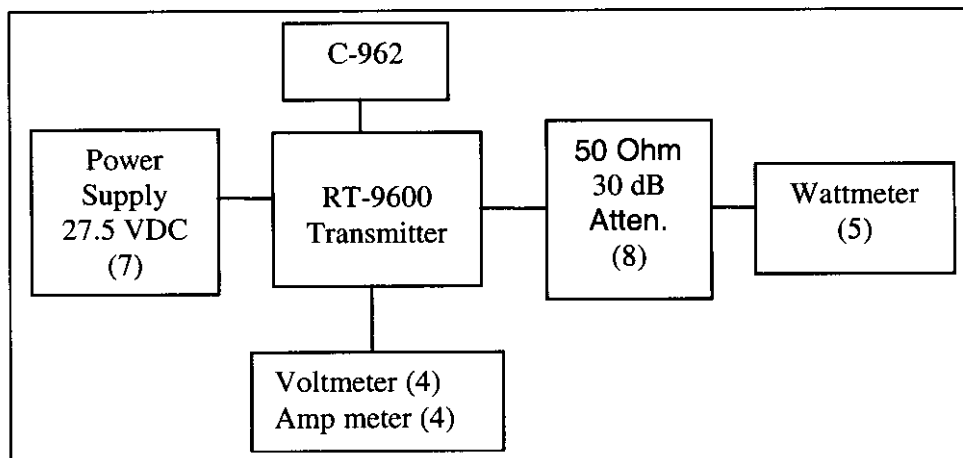 C-962
Power
Supply
27.5 VDC
(7)
RT-9600
Transmitter
50 Ohm
30 dB
Atten.
(8)
Wattmeter
(5)
Voltmeter (4)
Amp meter (4)